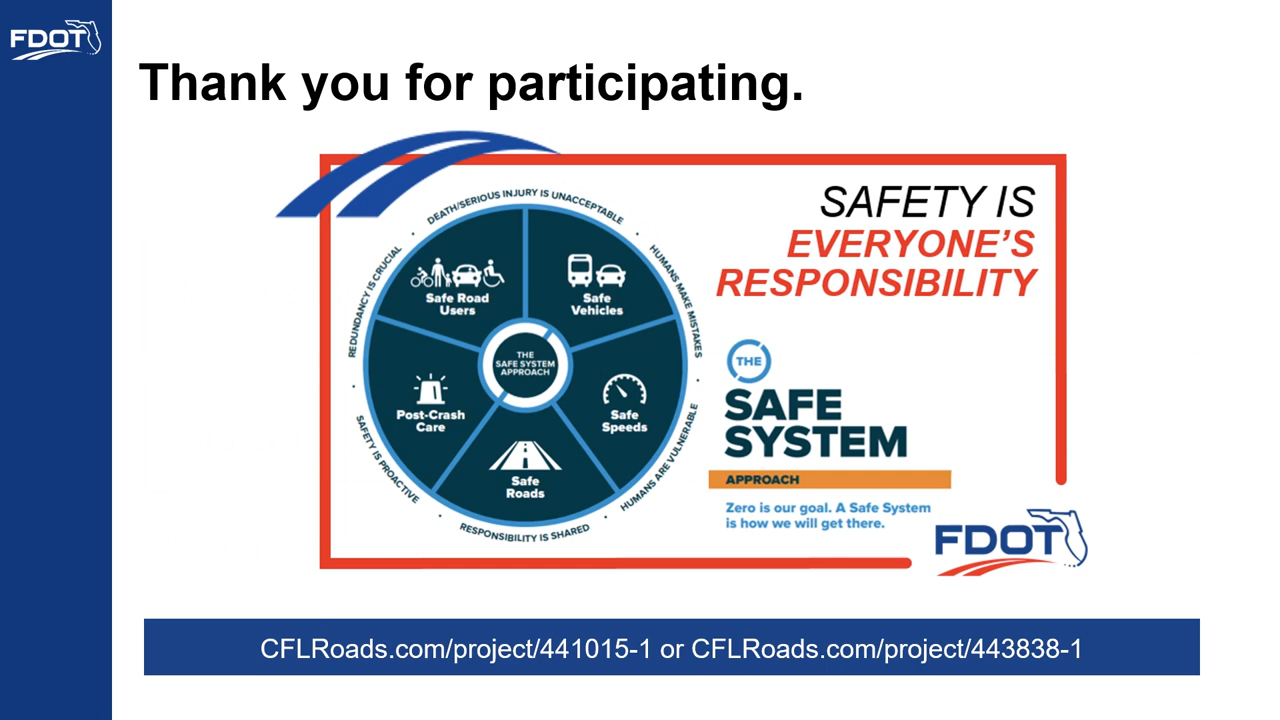 FDOT
Thank you for participating.
DEATH/SERIOUS INJURY IS UNACCEPTABLE
HUMANS MAKE MISTAKES
HUMANS ARE VULNERABLE
RESPONSIBILITY IS SHARED
SAFETY IS PROACTIVE
REDUNDANCY IS CRUCIAL
Safe Road
Users
Safe
Vehicles
THE
SAFE SYSTEM
APPROACH
Post-Crash
Care
Safe
Speeds
Safe
Roads
SAFETY IS
EVERYONE'S
RESPONSIBILITY
THE
SAFE
SYSTEM
APPROACH
Zero is our goal. A Safe System
is how we will get there.
FDOT
CFLRoads.com/project/441015-1 or CFLRoads.com/project/443838-1